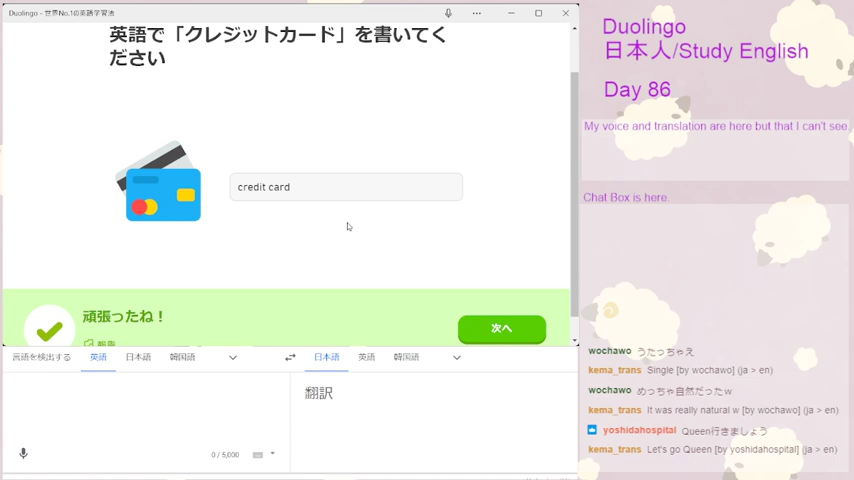 Duolingo - 世界No.1の英語学習法
英語で「クレジットカード」を書いてく
ださい
credit card
頑張ったね！
報告
次へ
言語を検出する 英語 日本語 韓国語
日本語 英語 韓国語
翻訳
0 / 5,000
Duolingo
日本人/Study English
Day 86
My voice and translation are here but that I can't see
Chat Box is here.
wochawo うたっちゃえ
kema_trans Single [by wochawo] (ja > en)
wochawo めっちゃ自然だったw
kema_trans It was really natural w [by wochawo] (ja > en)
yoshidahospital Queen行きましょう
kema_trans Let's go Queen [by yoshidahospital] (ja > en)